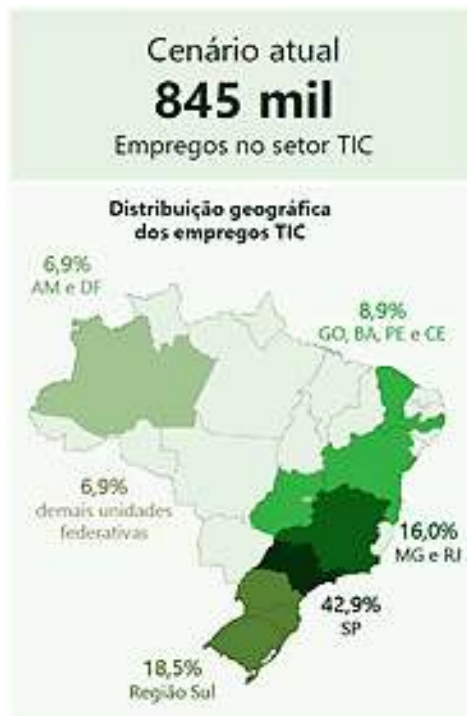 Cenário atual
845 mil
Empregos no setor TIC
Distribuição geográfica
dos empregos TIC
6,9%
AM e DF
8,9%
GO, BA, PE e CE
6,9%
demais unidades
federativas
16,0%
MG e RJ
42,9%
SP
18,5%
Região Sul